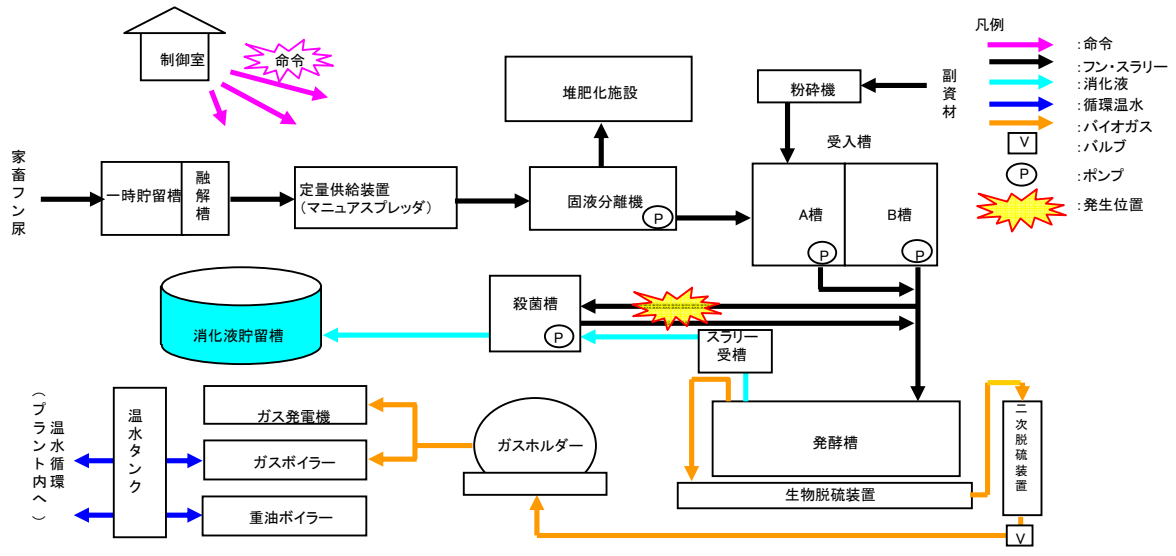 制御室
命令
凡例
：命令
：フン・スラリー
：消化液
：循環温水
：バイオガス
V
：バルブ
P
：ポンプ
：発生位置
堆肥化施設
粉砕機
副資材
受入槽
家畜フン尿
一時貯留槽
融解槽
定量供給装置
（マニュアスプレッダ）
固液分離機
P
A槽
P
B槽
P
消化液貯留槽
殺菌槽
P
スラリー
受槽
温水循環
（プラント内へ）
温水タンク
ガス発電機
ガスボイラー
重油ボイラー
ガスホルダー
発酵槽
生物脱硫装置
二次脱硫装置
V